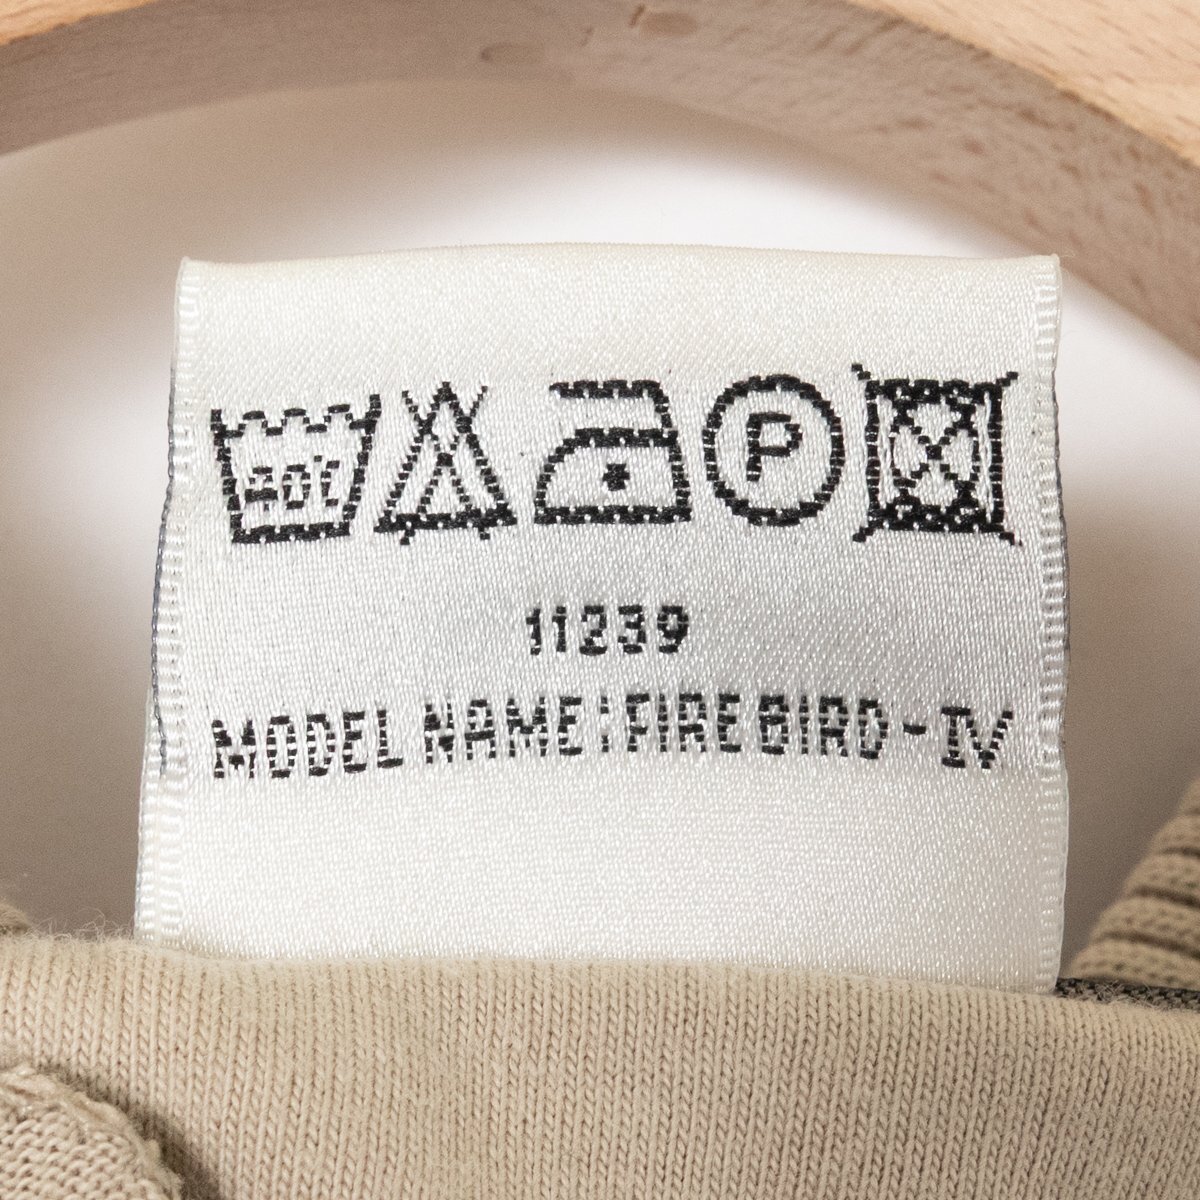 P
11239
MODEL NAME:FIRE BIRD-IV